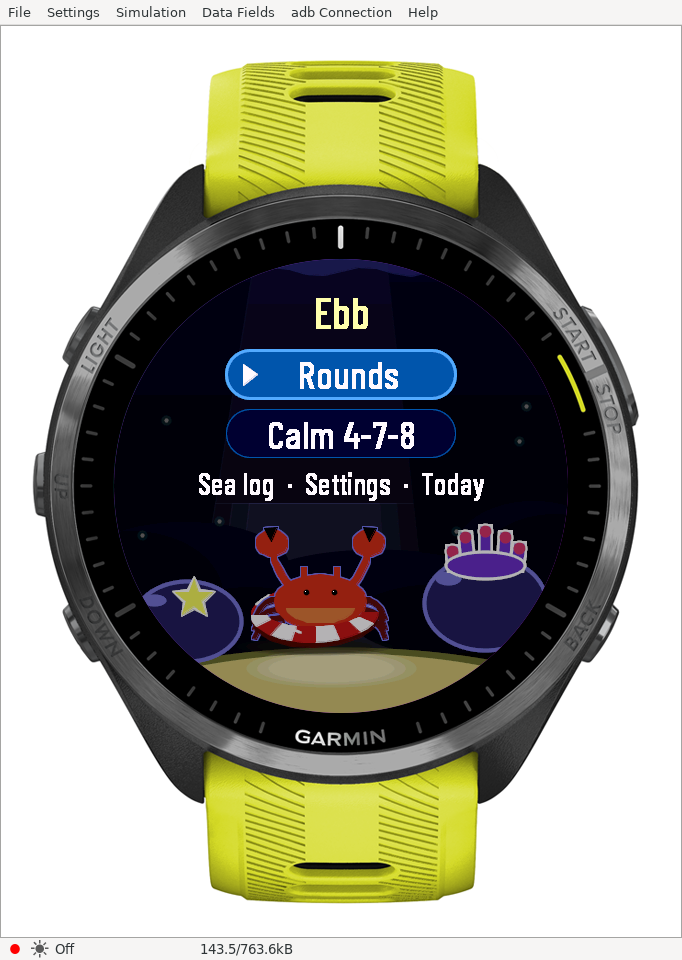 File Settings Simulation Data Fields adb Connection Help
LIGHT
START
STOP
UP
DOWN
BACK
Ebb
Rounds
Calm 4-7-8
Sea log · Settings · Today
GARMIN
Off 143.5/763.6kB